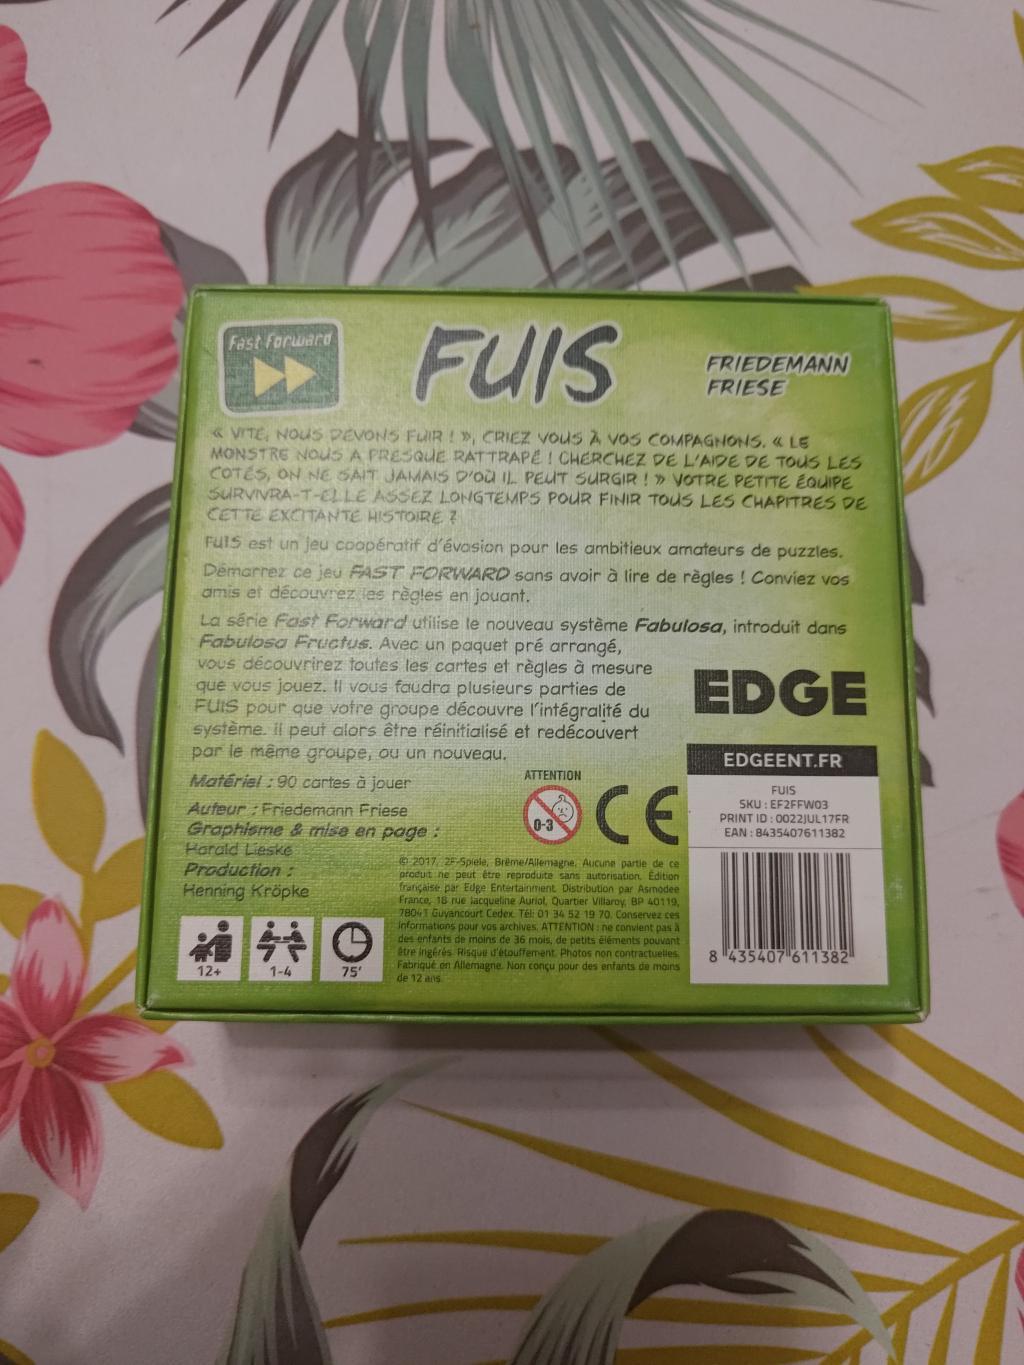 Fast Forward
FUIS
FRIEDEMANN
FRIESE
« VITE, NOUS DEVONS FUIR ! », CRIEZ VOUS À VOS COMPAGNONS. « LE
MONSTRE NOUS A PRESQUE RATTRAPÉ ! CHERCHEZ DE L'AIDE DE TOUS LES
COTÉS, ON NE SAIT JAMAIS D'OÙ IL PEUT SURGIR ! » VOTRE PETITE ÉQUIPE
SURVIVRA-T-ELLE ASSEZ LONGTEMPS POUR FINIR TOUS LES CHAPITRES DE
CETTE EXCITANTE HISTOIRE ?
FUIS est un jeu coopératif d'évasion pour les ambitieux amateurs de puzzles.
Démarrez ce jeu FAST FORWARD sans avoir à lire de règles ! Conviez vos
amis et découvrez les règles en jouant.
La série Fast Forward utilise le nouveau système Fabulosa, introduit dans
Fabulosa Fructus. Avec un paquet pré arrangé,
vous découvrirez toutes les cartes et règles à mesure
que vous jouez. Il vous faudra plusieurs parties de
FUIS pour que votre groupe découvre l'intégralité du
système. il peut alors être réinitialisé et redécouvert
par le même groupe, ou un nouveau.
Matériel : 90 cartes à jouer
Auteur : Friedemann Friese
Graphisme & mise en page :
Harald Lieske
Production :
Henning Kröpke
12+
1-4
75'
ATTENTION
0-3
CE
© 2017, 2F-Spiele, Brême/Allemagne. Aucune partie de ce
produit ne peut être reproduite sans autorisation. Édition
française par Edge Entertainment. Distribution par Asmodee
France, 18 rue Jacqueline Auriol, Quartier Villaroy, BP 40119,
78041 Guyancourt Cedex. Tél: 01 34 52 19 70. Conservez ces
informations pour vos archives. ATTENTION : ne convient pas à
des enfants de moins de 36 mois, de petits éléments pouvant
être ingérés. Risque d'étouffement. Photos non contractuelles.
Fabriqué en Allemagne. Non conçu pour des enfants de moins
de 12 ans.
EDGE
EDGEENT.FR
FUIS
SKU : EF2FFW03
PRINT ID : 0022JUL17FR
EAN : 8435407611382
8 435407 611382